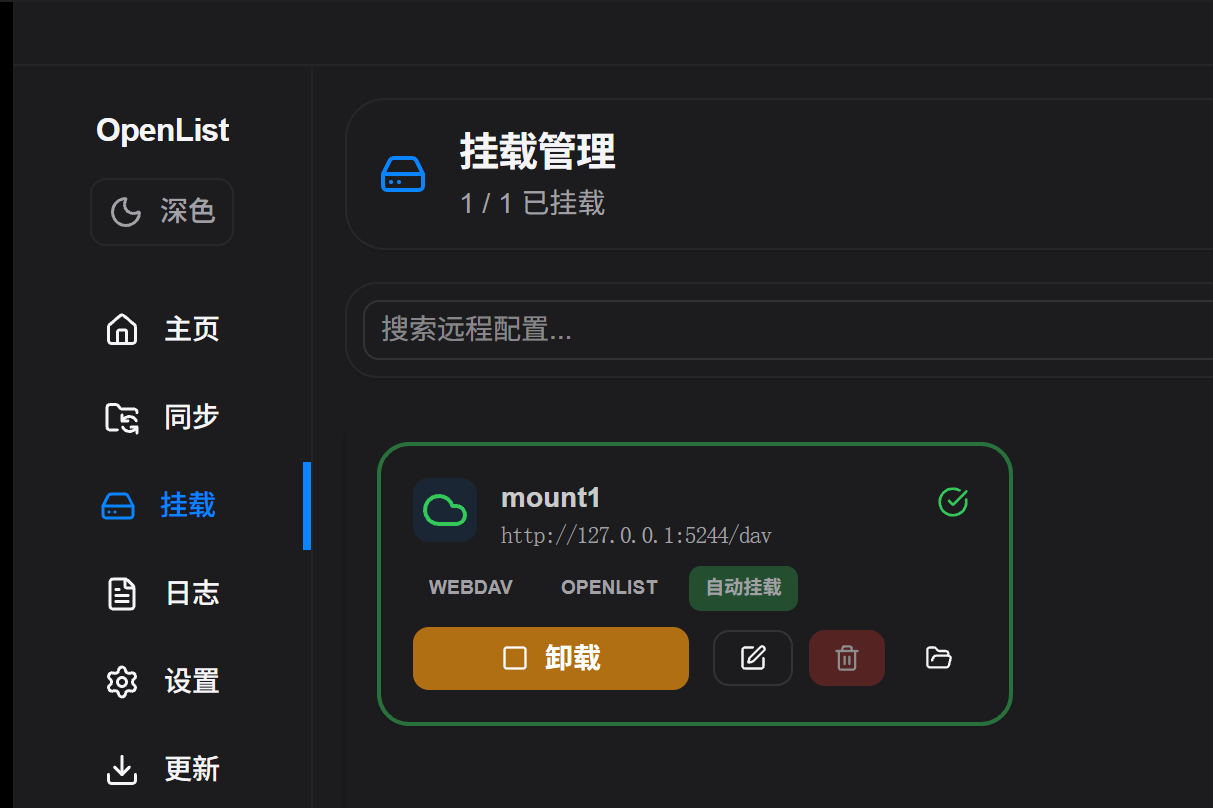 OpenList
深色
主页
同步
挂载
日志
设置
更新
挂载管理
1 / 1 已挂载
搜索远程配置...
mount1
http://127.0.0.1:5244/dav
WEBDAV OPENLIST 自动挂载
卸载